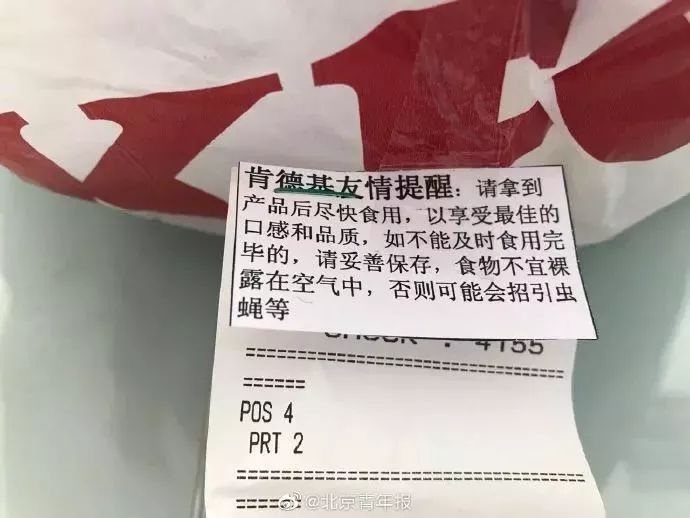 肯德基友情提醒：请拿到
产品后尽快食用，以享受最佳的
口感和品质，如不能及时食用完
毕的，请妥善保存，食物不宜裸
露在空气中，否则可能会招引虫
蝇等
: 4155
==============================
======
POS 4
PRT 2
==============================
======
@北京青年报